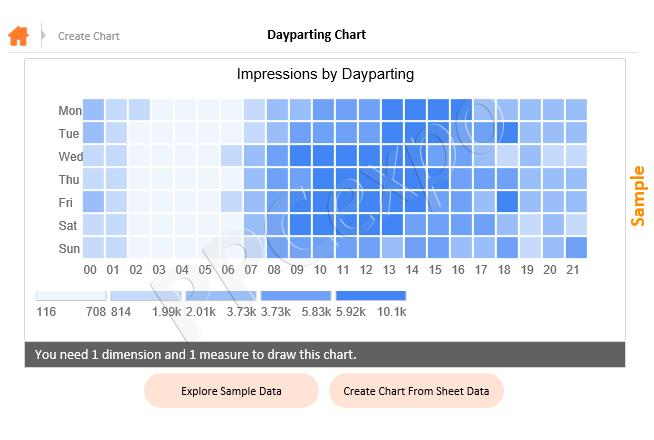 Create Chart
Dayparting Chart
Impressions by Dayparting
Mon
Tue
Wed
Thu
Fri
Sat
Sun
00 01 02 03 04 05 06 07 08 09 10 11 12 13 14 15 16 17 18 19 20 21
116 708 814 1.99k 2.01k 3.73k 3.73k 5.83k 5.92k 10.1k
PPCexpo
Sample
You need 1 dimension and 1 measure to draw this chart.
Explore Sample Data Create Chart From Sheet Data